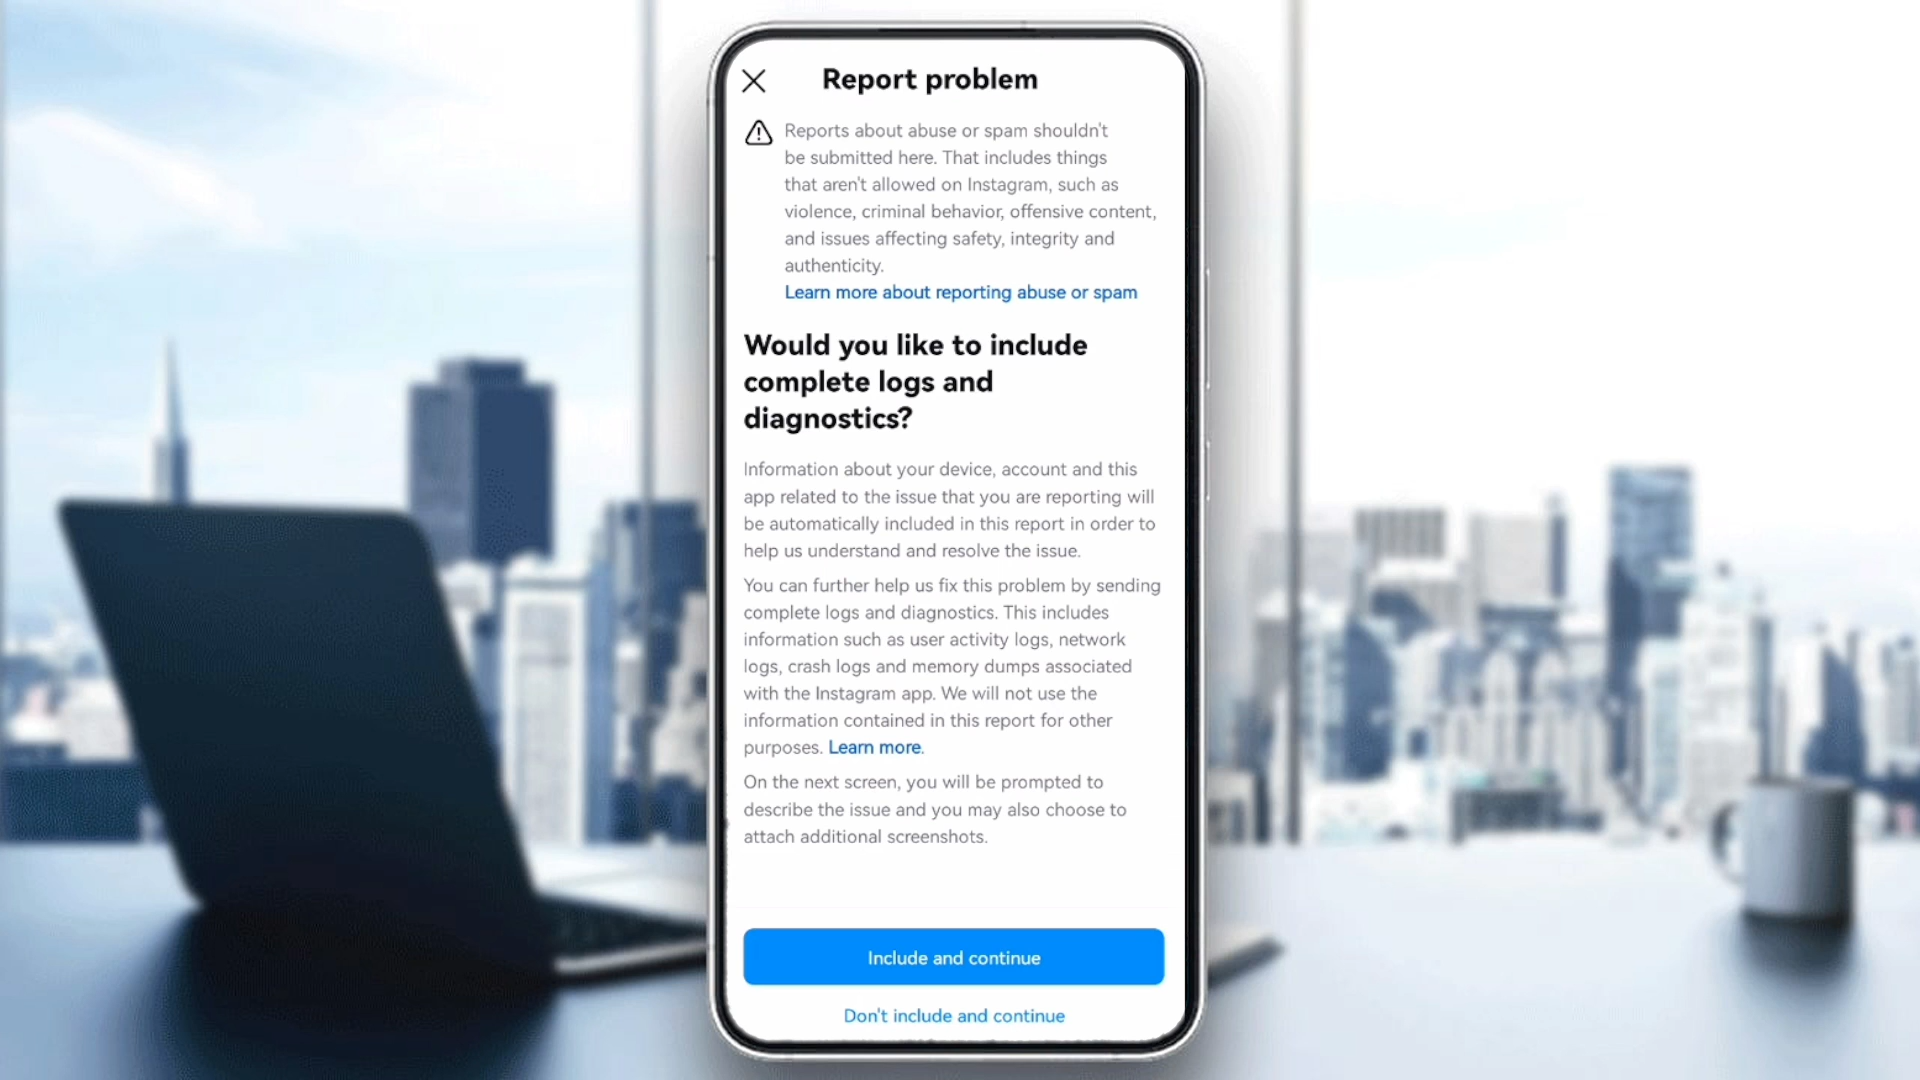 Report problem
Reports about abuse or spam shouldn't
be submitted here. That includes things
that aren't allowed on Instagram, such as
violence, criminal behavior, offensive content,
and issues affecting safety, integrity and
authenticity.
Learn more about reporting abuse or spam
Would you like to include
complete logs and
diagnostics?
Information about your device, account and this
app related to the issue that you are reporting will
be automatically included in this report in order to
help us understand and resolve the issue.
You can further help us fix this problem by sending
complete logs and diagnostics. This includes
information such as user activity logs, network
logs, crash logs and memory dumps associated
with the Instagram app. We will not use the
information contained in this report for other
purposes. Learn more.
On the next screen, you will be prompted to
describe the issue and you may also choose to
attach additional screenshots.
Include and continue
Don't include and continue